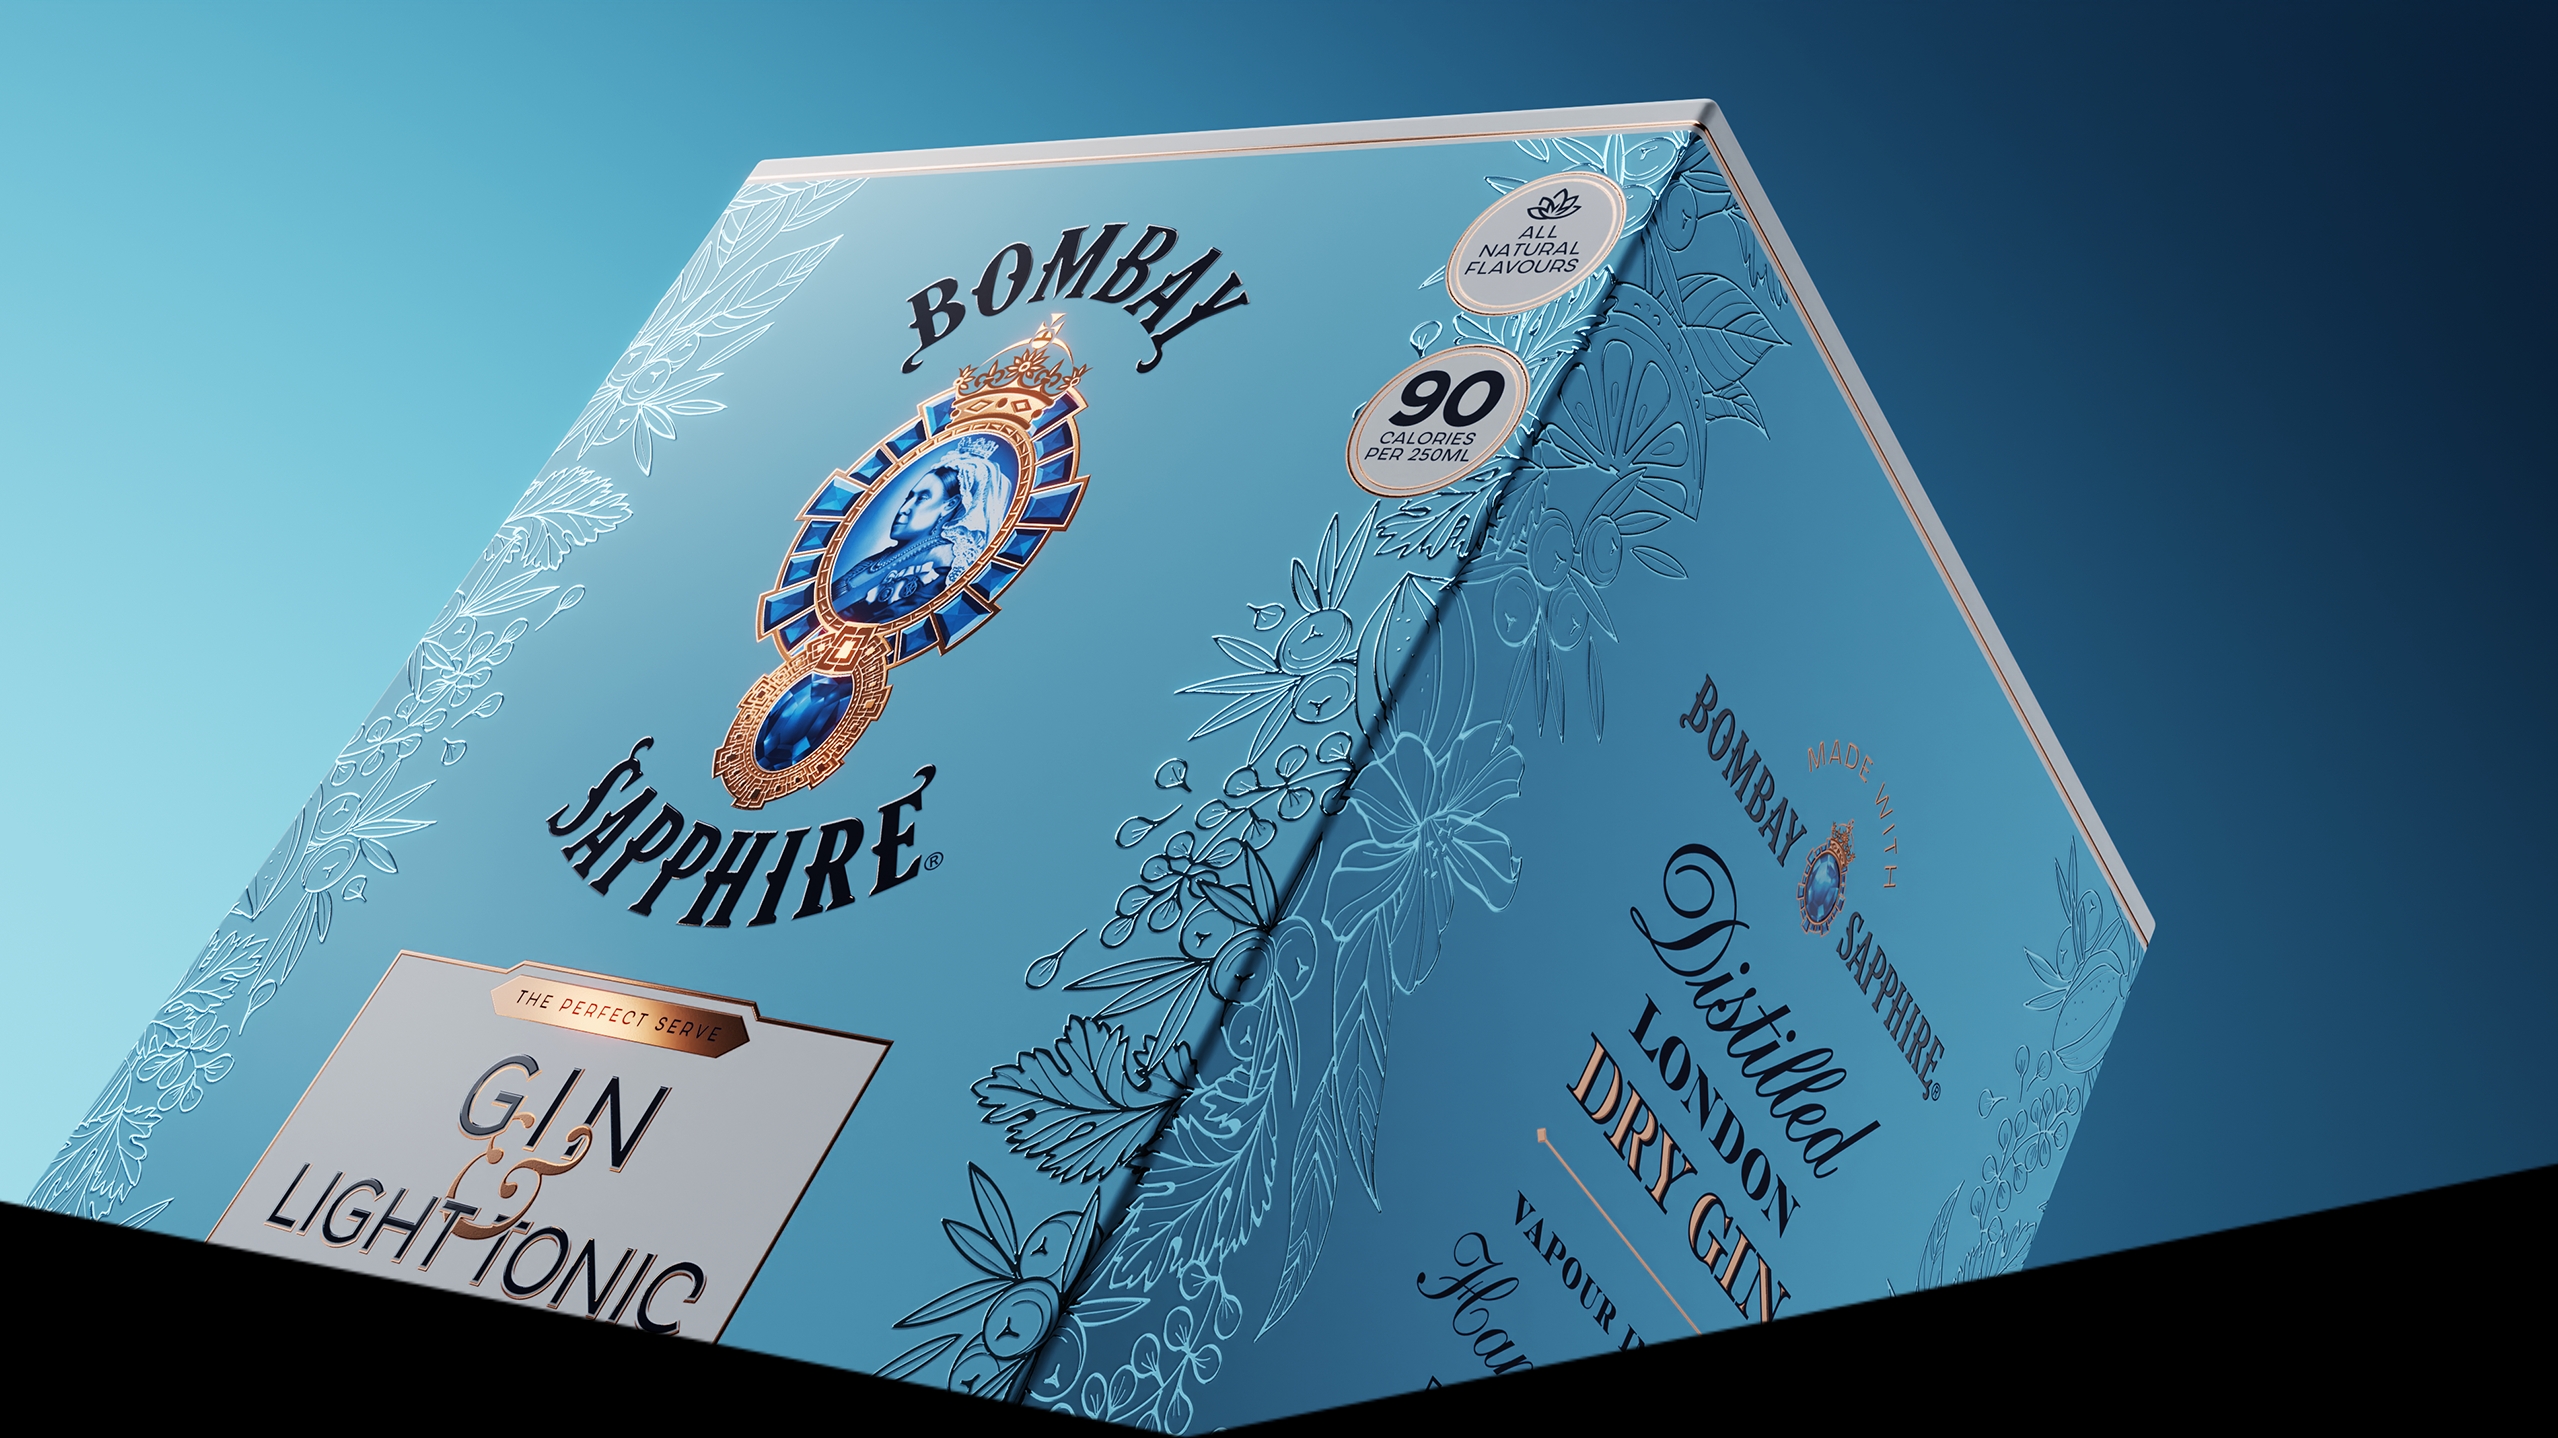 BOMBAY
SAPPHIRE®
ALL
NATURAL
FLAVOURS
90
CALORIES
PER 250ML
THE PERFECT SERVE
GIN
&
LIGHT TONIC
MADE WITH
BOMBAY SAPPHIRE®
Distilled
LONDON
DRY GIN
VAPOUR